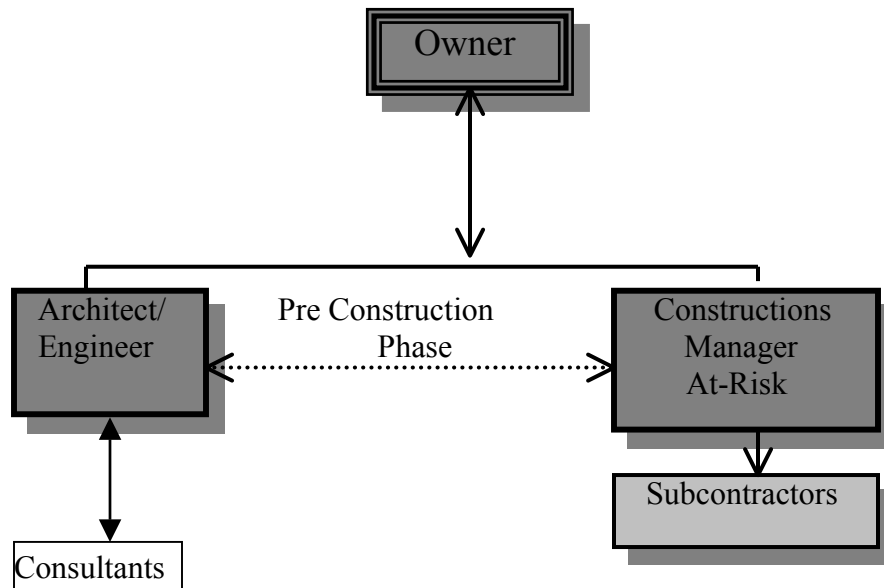 Owner
Architect/
Engineer
Pre Construction
Phase
Constructions
Manager
At-Risk
Subcontractors
Consultants